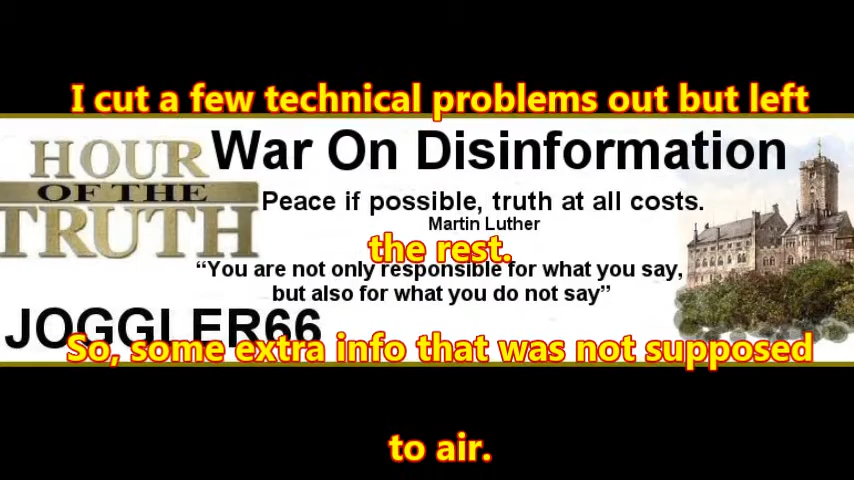 I cut a few technical problems out but left
HOUR
OF THE
TRUTH
War On Disinformation
Peace if possible, truth at all costs.
Martin Luther
the rest.
“You are not only responsible for what you say,
but also for what you do not say”
JOGGLER66
So, some extra info that was not supposed
to air.